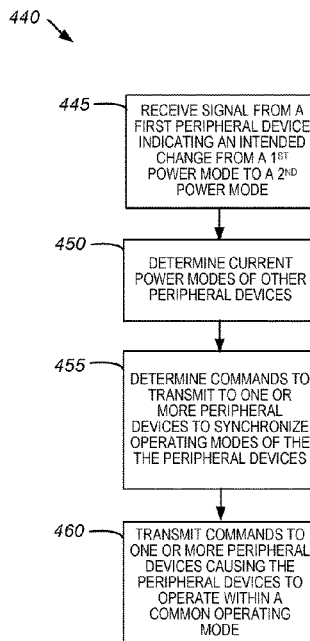 440
445
RECEIVE SIGNAL FROM A
FIRST PERIPHERAL DEVICE
INDICATING AN INTENDED
CHANGE FROM A 1ST
POWER MODE TO A 2ND
POWER MODE
450
DETERMINE CURRENT
POWER MODES OF OTHER
PERIPHERAL DEVICES
455
DETERMINE COMMANDS TO
TRANSMIT TO ONE OR
MORE PERIPHERAL
DEVICES TO SYNCHRONIZE
OPERATING MODES OF THE
THE PERIPHERAL DEVICES
460
TRANSMIT COMMANDS TO
ONE OR MORE PERIPHERAL
DEVICES CAUSING THE
PERIPHERAL DEVICES TO
OPERATE WITHIN A
COMMON OPERATING
MODE